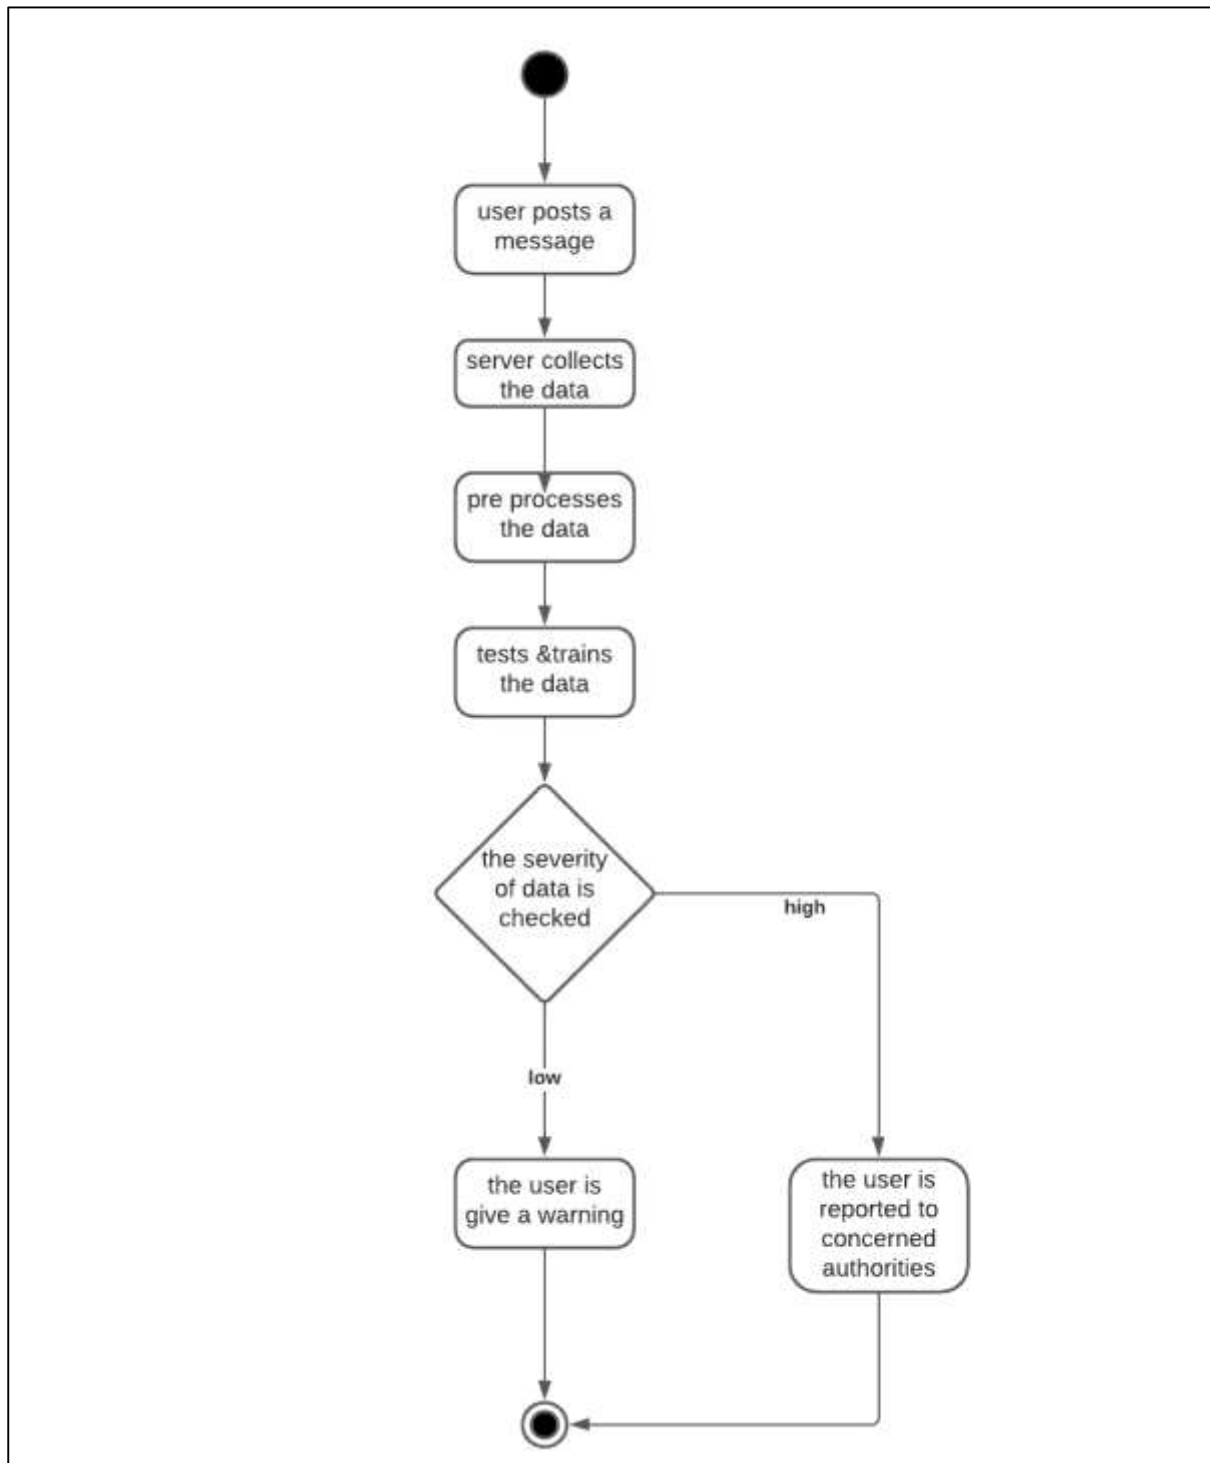 user posts a
message
server collects
the data
pre processes
the data
tests &trains
the data
the severity
of data is
checked
high
low
the user is
give a warning
the user is
reported to
concerned
authorities